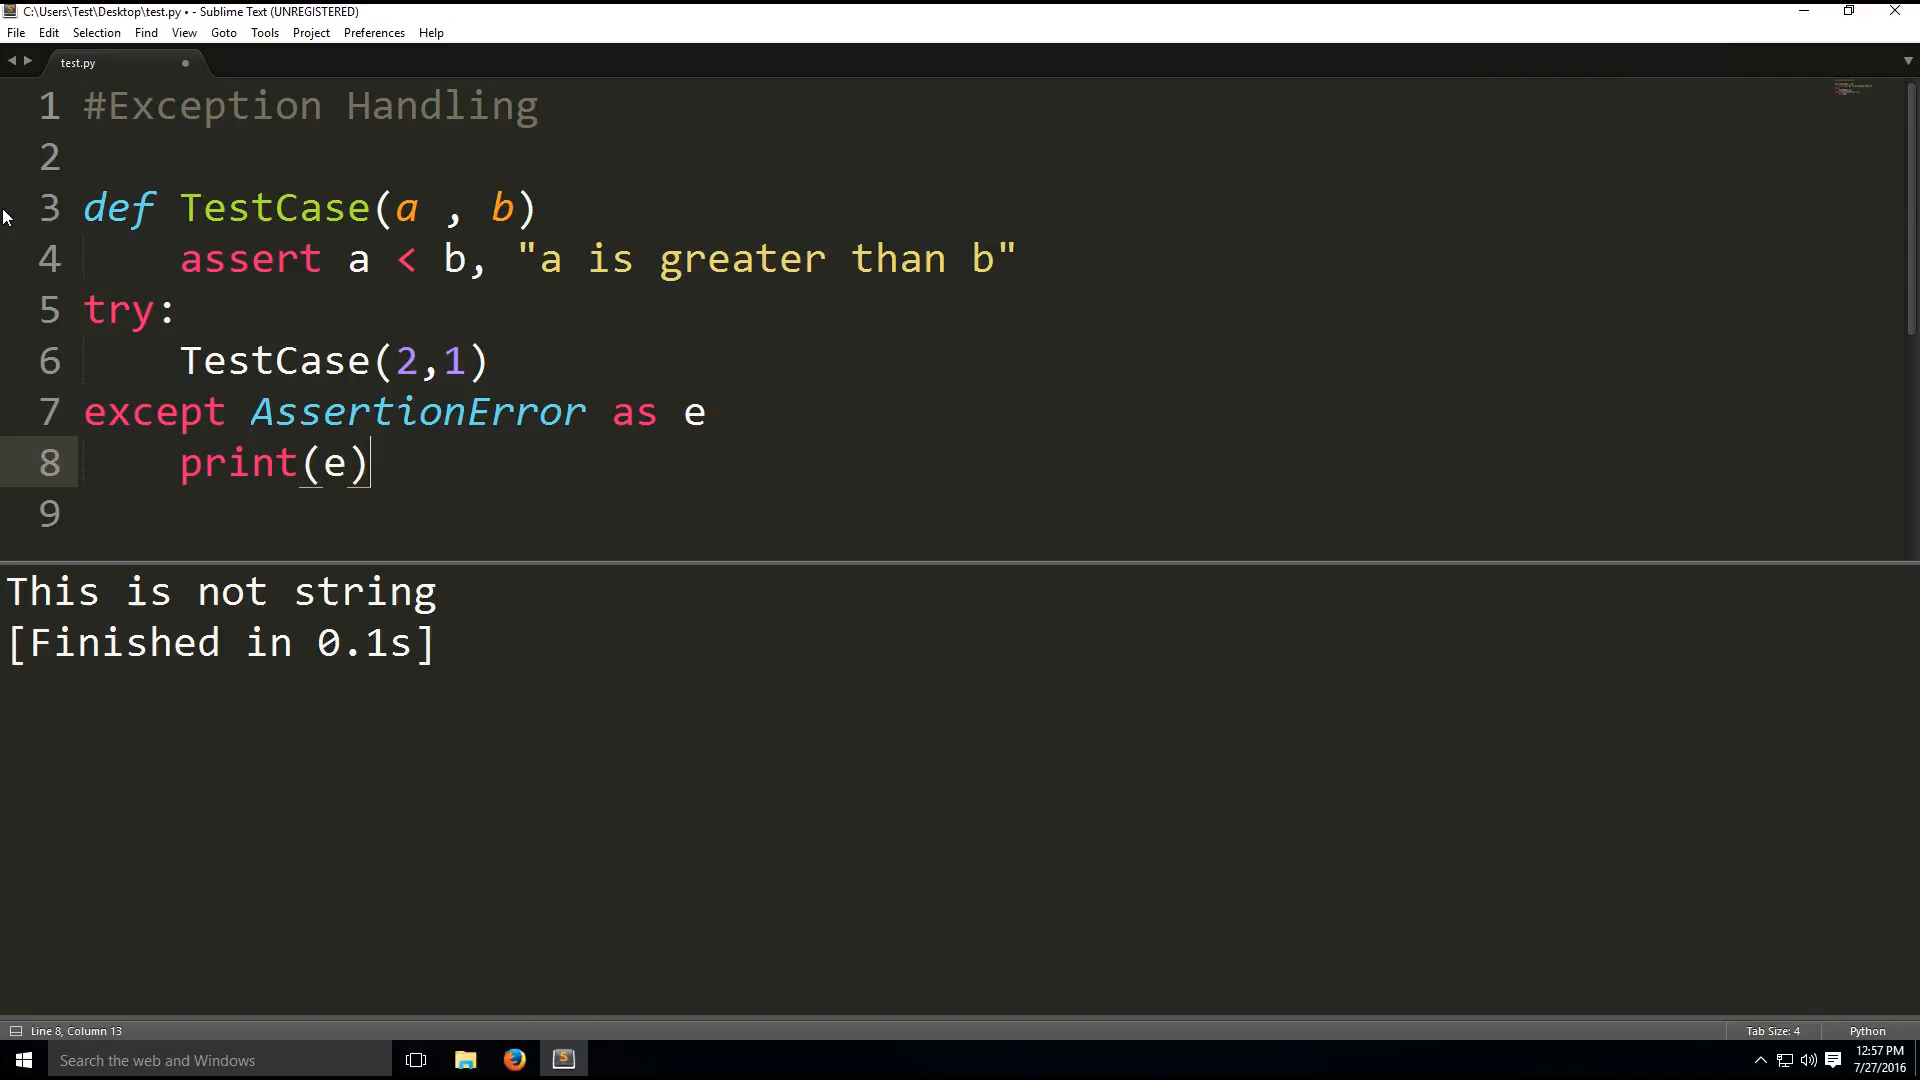 C:\Users\Test\Desktop\test.py • - Sublime Text (UNREGISTERED)
File Edit Selection Find View Goto Tools Project Preferences Help
test.py
1 #Exception Handling
2
3 def TestCase(a , b)
4 assert a < b, "a is greater than b"
5 try:
6 TestCase(2,1)
7 except AssertionError as e
8 print(e)
9
This is not string
[Finished in 0.1s]
Line 8, Column 13 Tab Size: 4 Python
Search the web and Windows
12:57 PM
7/27/2016